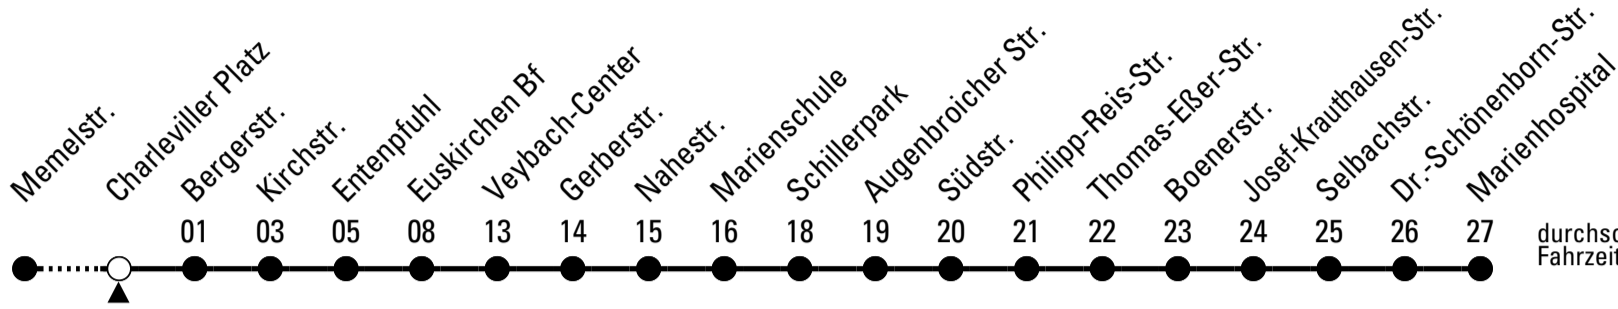 Memelstr.
Charleviller Platz
Bergerstr.
Kirchstr.
Entenpfuhl
Euskirchen Bf
Veybach-Center
Gerberstr.
Nahestr.
Marienschule
Schillerpark
Augenbroicher Str.
Südstr.
Philipp-Reis-Str.
Thomas-Eßer-Str.
Boenerstr.
Josef-Krauthausen-Str.
Selbachstr.
Dr.-Schönenborn-Str.
Marienhospital
01 03 05 08 13 14 15 16 18 19 20 21 22 23 24 25 26 27
Fahrzeit